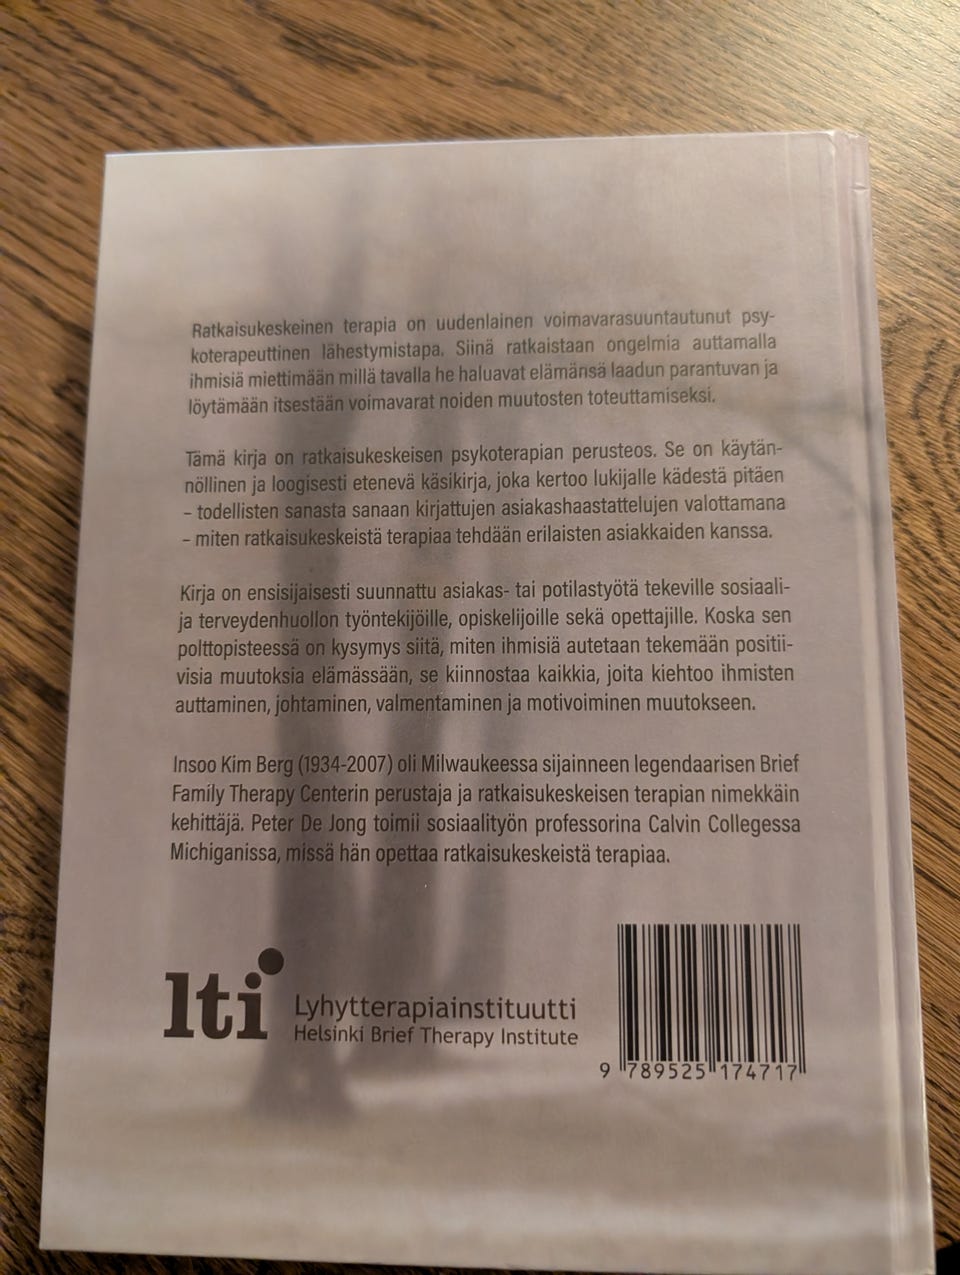 Ratkaisukeskeinen terapia on uudenlainen voimavarasuuntautunut psy-
koterapeuttinen lähestymistapa. Siinä ratkaistaan ongelmia auttamalla
ihmisiä miettimään millä tavalla he haluavat elämänsä laadun parantuvan ja
löytämään itsestään voimavarat noiden muutosten toteuttamiseksi.
Tämä kirja on ratkaisukeskeisen psykoterapian perusteos. Se on käytän-
nöllinen ja loogisesti etenevä käsikirja, joka kertoo lukijalle kädestä pitäen
– todellisten sanasta sanaan kirjattujen asiakashaastattelujen valottamana
– miten ratkaisukeskeistä terapiaa tehdään erilaisten asiakkaiden kanssa.
Kirja on ensisijaisesti suunnattu asiakas- tai potilastyötä tekeville sosiaali-
ja terveydenhuollon työntekijöille, opiskelijoille sekä opettajille. Koska sen
polttopisteessä on kysymys siitä, miten ihmisiä autetaan tekemään positii-
visia muutoksia elämässään, se kiinnostaa kaikkia, joita kiehtoo ihmisten
auttaminen, johtaminen, valmentaminen ja motivoiminen muutokseen.
Insoo Kim Berg (1934-2007) oli Milwaukeessa sijainneen legendaarisen Brief
Family Therapy Centerin perustaja ja ratkaisukeskeisen terapian nimekkäin
kehittäjä. Peter De Jong toimii sosiaalityön professorina Calvin Collegessa
Michiganissa, missä hän opettaa ratkaisukeskeistä terapiaa.
lti
Lyhytterapiainstituutti
Helsinki Brief Therapy Institute
9 789525 174717